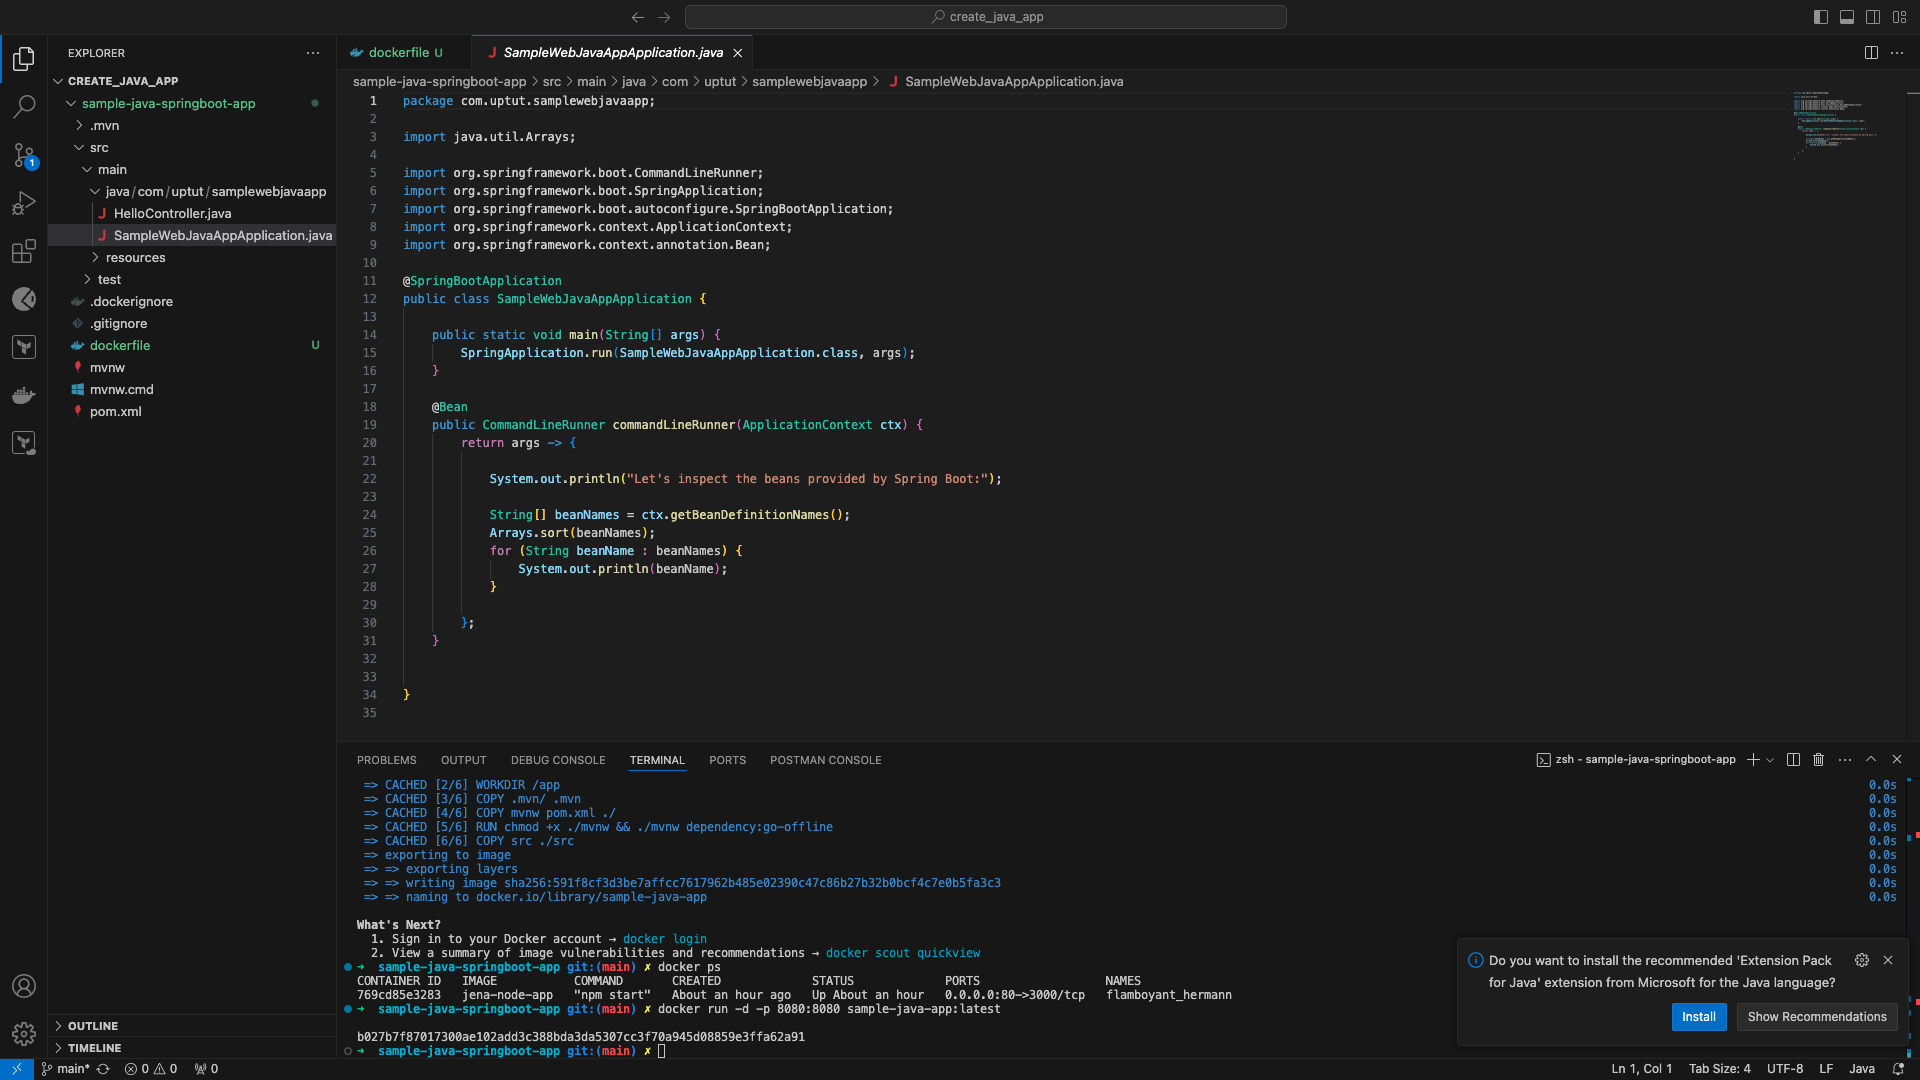 create_java_app
EXPLORER
CREATE_JAVA_APP
sample-java-springboot-app
.mvn
src
main
java/com/uptut/samplewebjavaapp
HelloController.java
SampleWebJavaAppApplication.java
resources
test
.dockerignore
.gitignore
dockerfile U
mvnw
mvnw.cmd
pom.xml
OUTLINE
TIMELINE
1
dockerfile U
SampleWebJavaAppApplication.java
sample-java-springboot-app > src > main > java > com > uptut > samplewebjavaapp > SampleWebJavaAppApplication.java
1 package com.uptut.samplewebjavaapp;
2
3 import java.util.Arrays;
4
5 import org.springframework.boot.CommandLineRunner;
6 import org.springframework.boot.SpringApplication;
7 import org.springframework.boot.autoconfigure.SpringBootApplication;
8 import org.springframework.context.ApplicationContext;
9 import org.springframework.context.annotation.Bean;
10
11 @SpringBootApplication
12 public class SampleWebJavaAppApplication {
13
14 public static void main(String[] args) {
15 SpringApplication.run(SampleWebJavaAppApplication.class, args);
16 }
17
18 @Bean
19 public CommandLineRunner commandLineRunner(ApplicationContext ctx) {
20 return args -> {
21
22 System.out.println("Let's inspect the beans provided by Spring Boot:");
23
24 String[] beanNames = ctx.getBeanDefinitionNames();
25 Arrays.sort(beanNames);
26 for (String beanName : beanNames) {
27 System.out.println(beanName);
28 }
29
30 };
31 }
32
33
34 }
35
PROBLEMS OUTPUT DEBUG CONSOLE TERMINAL PORTS POSTMAN CONSOLE
zsh - sample-java-springboot-app
=> CACHED [2/6] WORKDIR /app 0.0s
=> CACHED [3/6] COPY .mvn/ .mvn 0.0s
=> CACHED [4/6] COPY mvnw pom.xml ./ 0.0s
=> CACHED [5/6] RUN chmod +x ./mvnw && ./mvnw dependency:go-offline 0.0s
=> CACHED [6/6] COPY src ./src 0.0s
=> exporting to image 0.0s
=> => exporting layers 0.0s
=> => writing image sha256:591f8cf3d3be7affcc7617962b485e02390c47c86b27b32b0bcf4c7e0b5fa3c3 0.0s
=> => naming to docker.io/library/sample-java-app 0.0s
What's Next?
1. Sign in to your Docker account → docker login
2. View a summary of image vulnerabilities and recommendations → docker scout quickview
➜ sample-java-springboot-app git:(main) ✗ docker ps
CONTAINER ID IMAGE COMMAND CREATED STATUS PORTS NAMES
769cd85e3283 jena-node-app "npm start" About an hour ago Up About an hour 0.0.0.0:80->3000/tcp flamboyant_hermann
➜ sample-java-springboot-app git:(main) ✗ docker run -d -p 8080:8080 sample-java-app:latest
b027b7f87017300ae102add3c388bda3da5307cc3f70a945d08859e3ffa62a91
➜ sample-java-springboot-app git:(main) ✗
Do you want to install the recommended 'Extension Pack
for Java' extension from Microsoft for the Java language?
Install
Show Recommendations
main* 0 0 0
Ln 1, Col 1 Tab Size: 4 UTF-8 LF Java